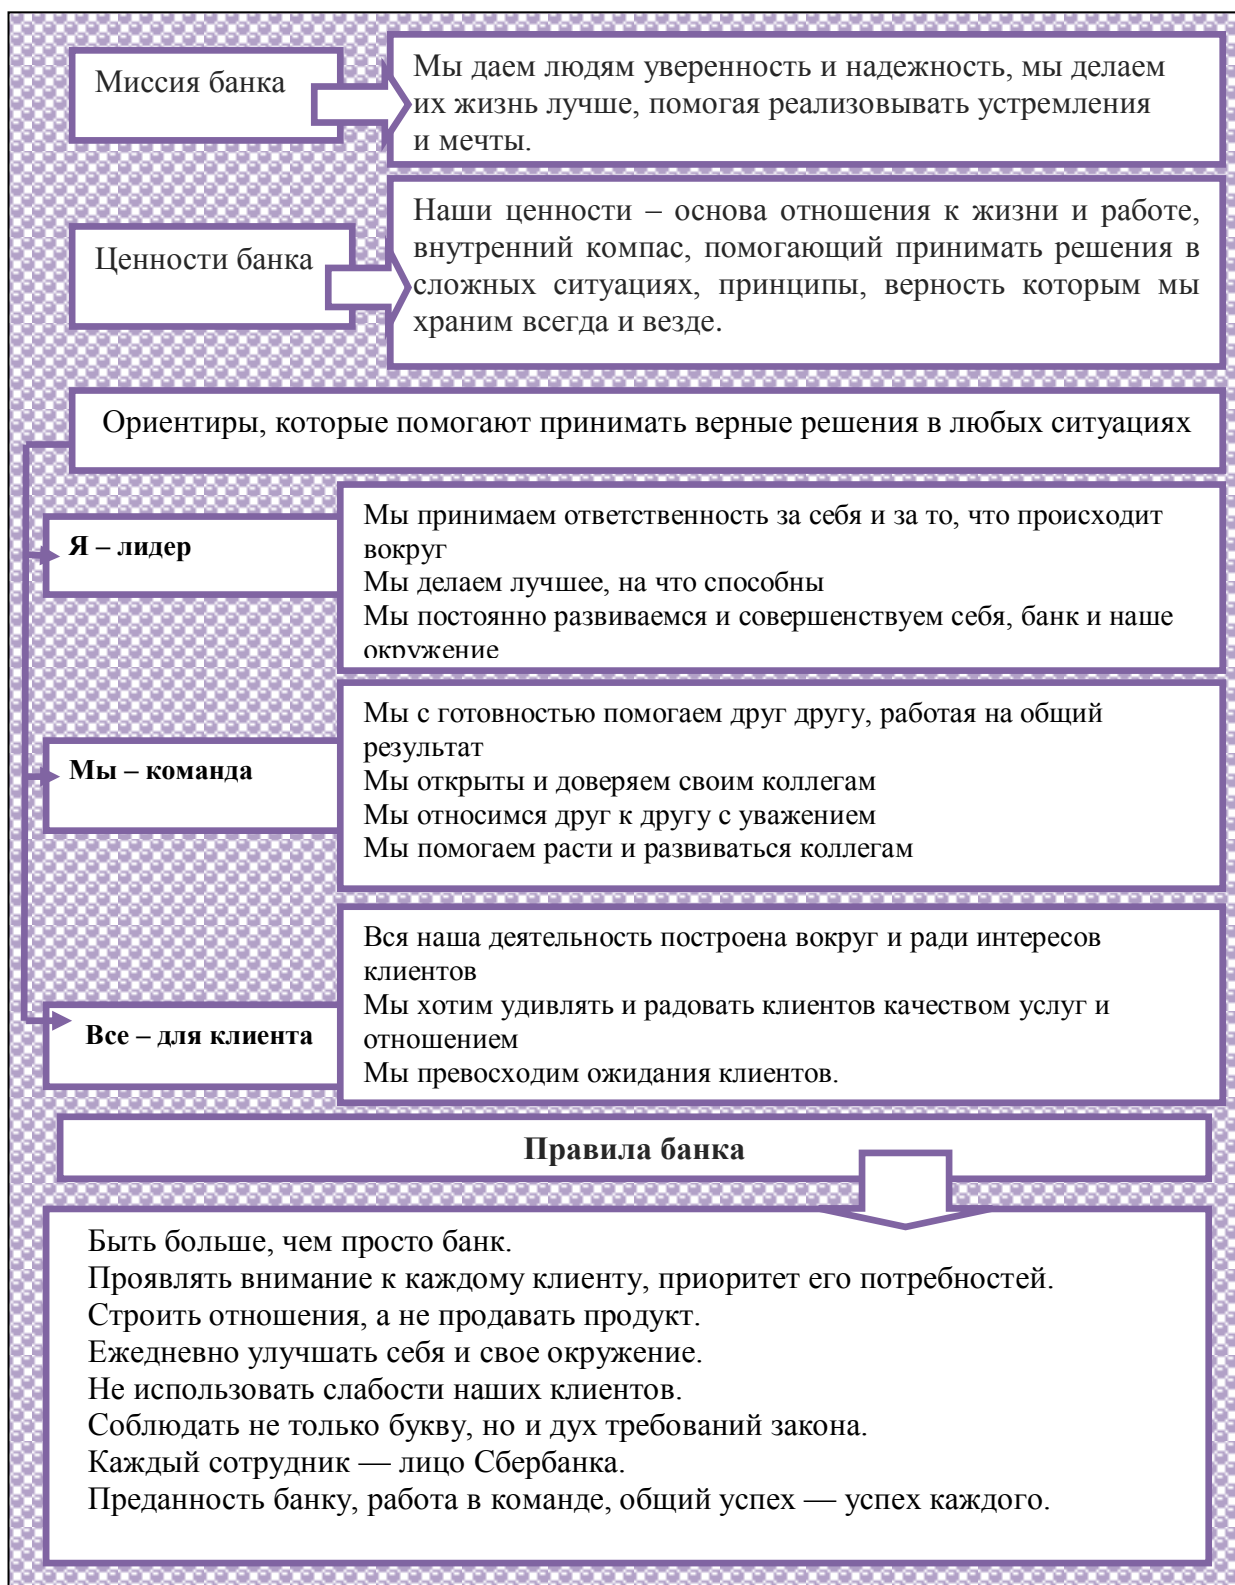 Миссия банка
Мы даем людям уверенность и надежность, мы делаем
их жизнь лучше, помогая реализовывать устремления
и мечты.
Ценности банка
Наши ценности – основа отношения к жизни и работе,
внутренний компас, помогающий принимать решения в
сложных ситуациях, принципы, верность которым мы
храним всегда и везде.
Ориентиры, которые помогают принимать верные решения в любых ситуациях
Я – лидер
Мы принимаем ответственность за себя и за то, что происходит
вокруг
Мы делаем лучшее, на что способны
Мы постоянно развиваемся и совершенствуем себя, банк и наше
окружение
Мы – команда
Мы с готовностью помогаем друг другу, работая на общий
результат
Мы открыты и доверяем своим коллегам
Мы относимся друг к другу с уважением
Мы помогаем расти и развиваться коллегам
Все – для клиента
Вся наша деятельность построена вокруг и ради интересов
клиентов
Мы хотим удивлять и радовать клиентов качеством услуг и
отношением
Мы превосходим ожидания клиентов.
Правила банка
Быть больше, чем просто банк.
Проявлять внимание к каждому клиенту, приоритет его потребностей.
Строить отношения, а не продавать продукт.
Ежедневно улучшать себя и свое окружение.
Не использовать слабости наших клиентов.
Соблюдать не только букву, но и дух требований закона.
Каждый сотрудник — лицо Сбербанка.
Преданность банку, работа в команде, общий успех — успех каждого.